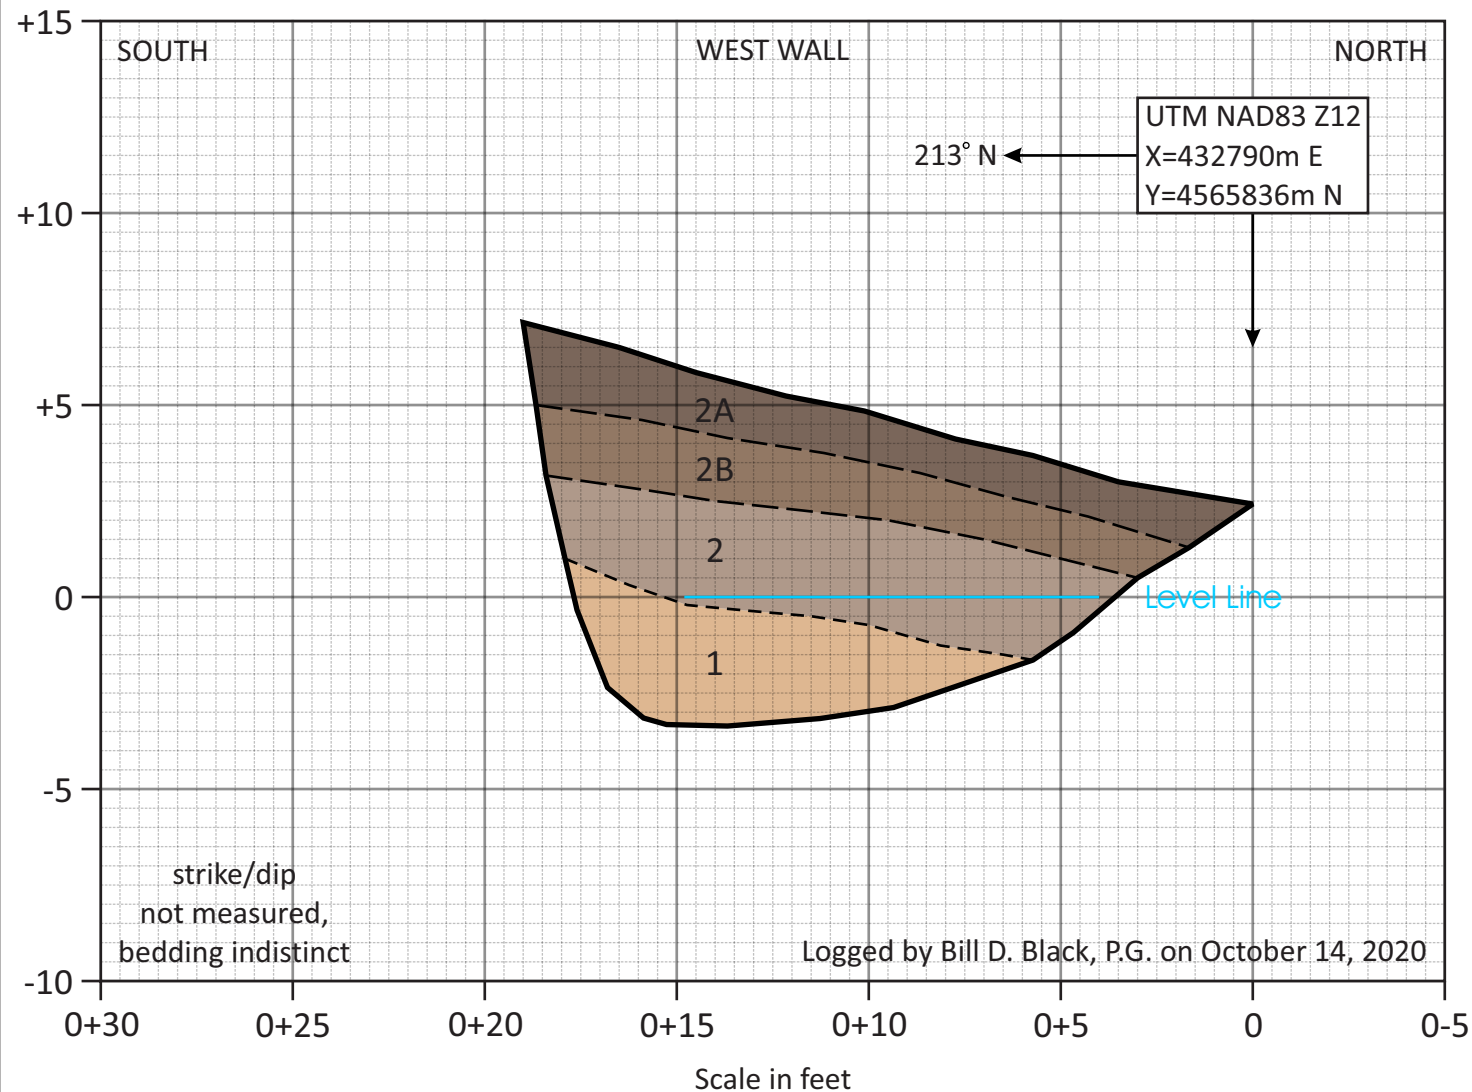 +15
SOUTH
WEST WALL
NORTH
UTM NAD83 Z12
X=432790m E
Y=4565836m N
213° N
+10
+5
2A
2B
2
0
Level Line
1
-5
strike/dip
not measured,
bedding indistinct
Logged by Bill D. Black, P.G. on October 14, 2020
-10
0+30
0+25
0+20
0+15
0+10
0+5
0
0-5
Scale in feet